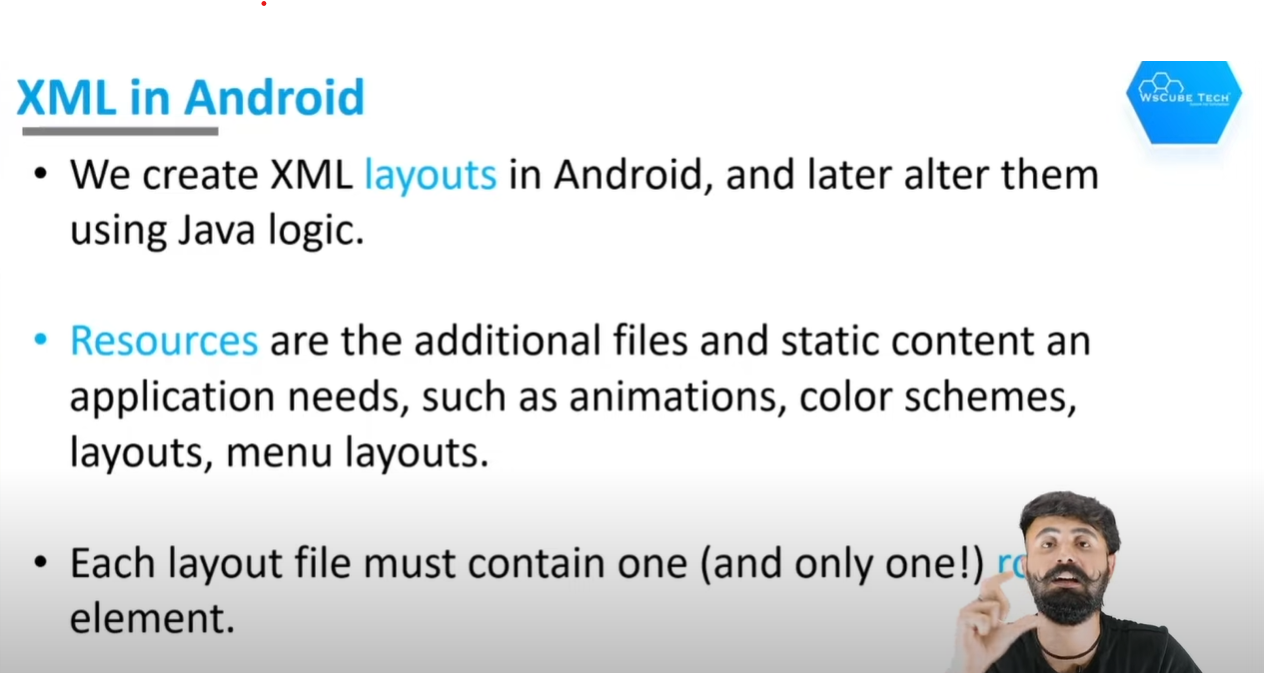 XML in Android
WSCUBE TECH
• We create XML layouts in Android, and later alter them
using Java logic.
• Resources are the additional files and static content an
application needs, such as animations, color schemes,
layouts, menu layouts.
• Each layout file must contain one (and only one!)
element.